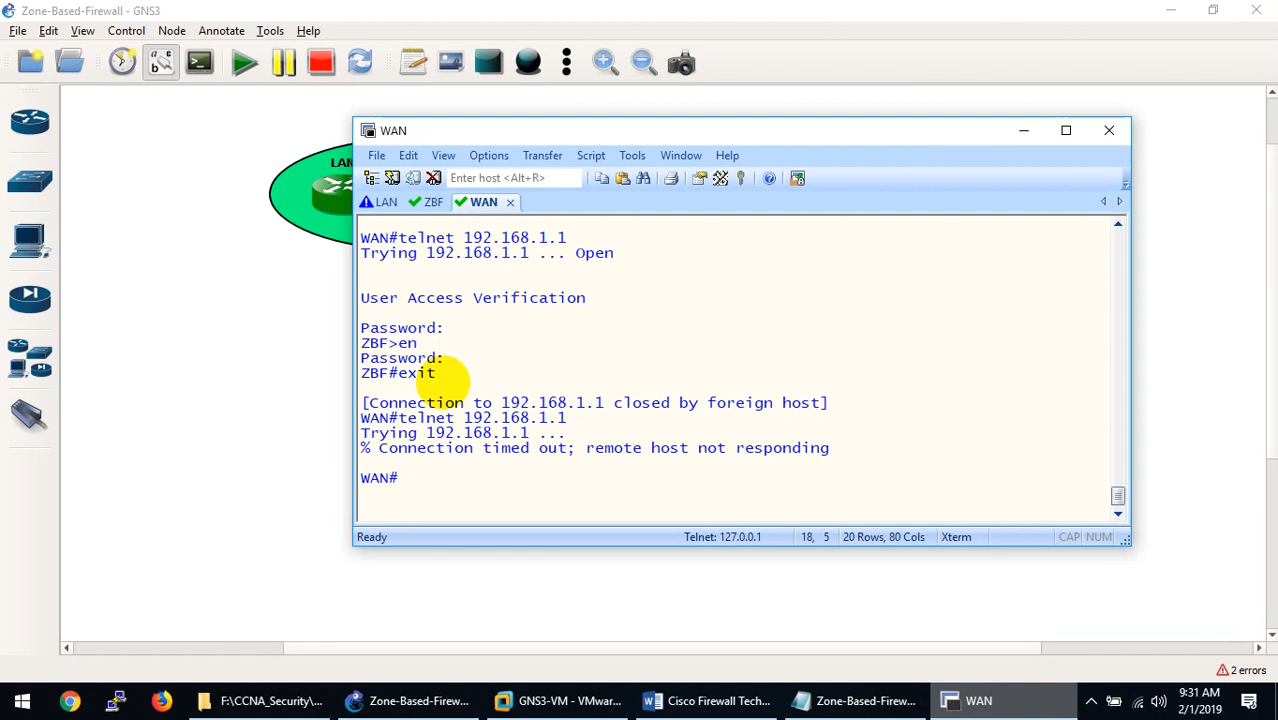 Zone-Based-Firewall - GNS3
File Edit View Control Node Annotate Tools Help
LAN
WAN
File Edit View Options Transfer Script Tools Window Help
Enter host <Alt+R>
LAN ZBF WAN
WAN#telnet 192.168.1.1
Trying 192.168.1.1 ... Open
User Access Verification
Password:
ZBF>en
Password:
ZBF#exit
[Connection to 192.168.1.1 closed by foreign host]
WAN#telnet 192.168.1.1
Trying 192.168.1.1 ...
% Connection timed out; remote host not responding
WAN#
Ready Telnet: 127.0.0.1 18, 5 20 Rows, 80 Cols Xterm CAP NUM
2 errors
F:\CCNA_Security\... Zone-Based-Firew... GNS3-VM - VMwar... Cisco Firewall Tech... Zone-Based-Firew... WAN 9:31 AM
2/1/2019